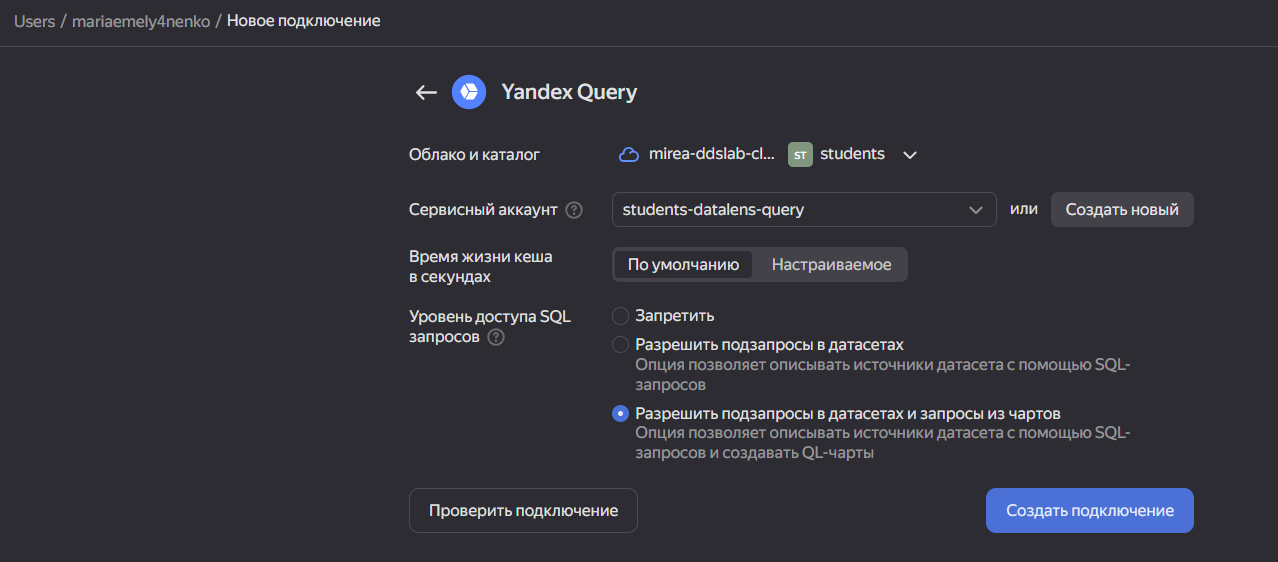 Users / mariaemely4nenko / Новое подключение
Yandex Query
Облако и каталог
mirea-ddslab-cl... ST students
Сервисный аккаунт ?
students-datalens-query
или
Создать новый
Время жизни кеша
в секундах
По умолчанию
Настраиваемое
Уровень доступа SQL
запросов ?
Запретить
Разрешить подзапросы в датасетах
Опция позволяет описывать источники датасета с помощью SQL-
запросов
Разрешить подзапросы в датасетах и запросы из чартов
Опция позволяет описывать источники датасета с помощью SQL-
запросов и создавать QL-чарты
Проверить подключение
Создать подключение